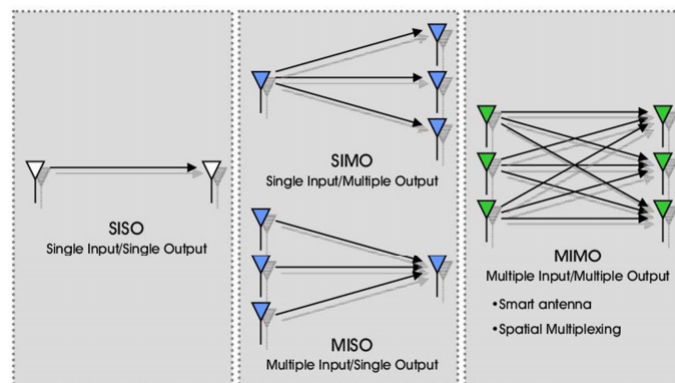 SISO
Single Input/Single Output
SIMO
Single Input/Multiple Output
MISO
Multiple Input/Single Output
MIMO
Multiple Input/Multiple Output
•Smart antenna
•Spatial Multiplexing